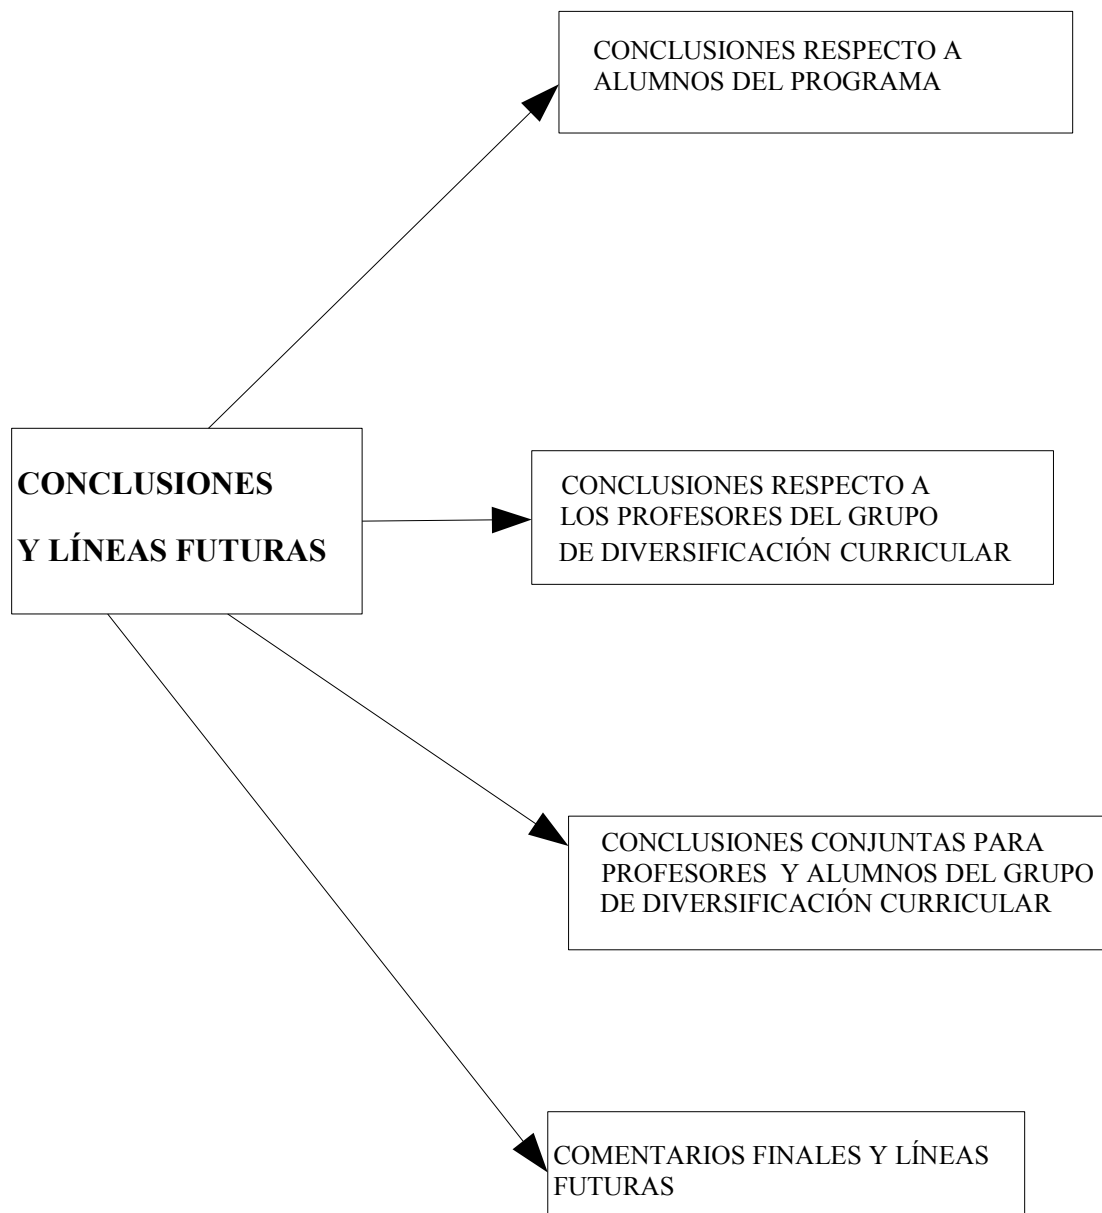 CONCLUSIONES RESPECTO A
ALUMNOS DEL PROGRAMA
CONCLUSIONES
Y LÍNEAS FUTURAS
CONCLUSIONES RESPECTO A
LOS PROFESORES DEL GRUPO
DE DIVERSIFICACIÓN CURRICULAR
CONCLUSIONES CONJUNTAS PARA
PROFESORES Y ALUMNOS DEL GRUPO
DE DIVERSIFICACIÓN CURRICULAR
COMENTARIOS FINALES Y LÍNEAS
FUTURAS